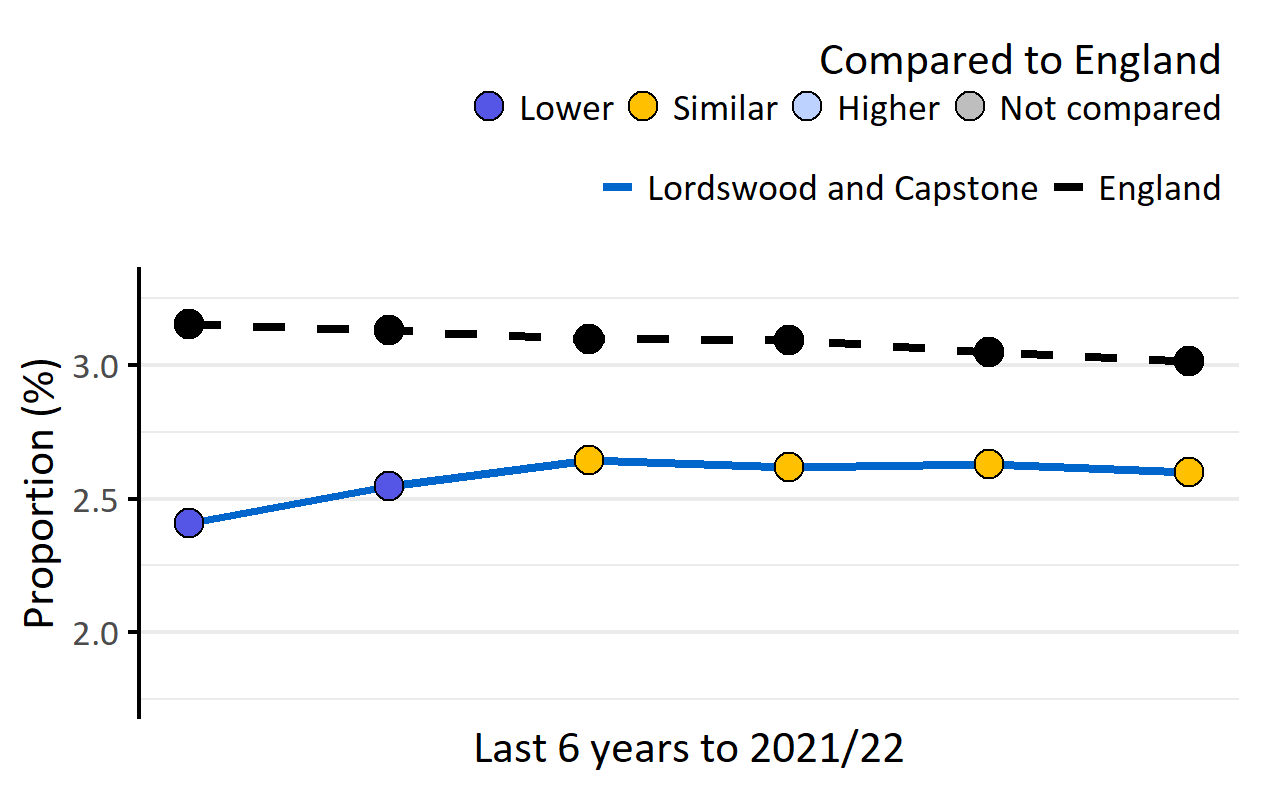 Compared to England
Lower Similar Higher Not compared
Lordswood and Capstone England
Proportion (%)
3.0
2.5
2.0
Last 6 years to 2021/22